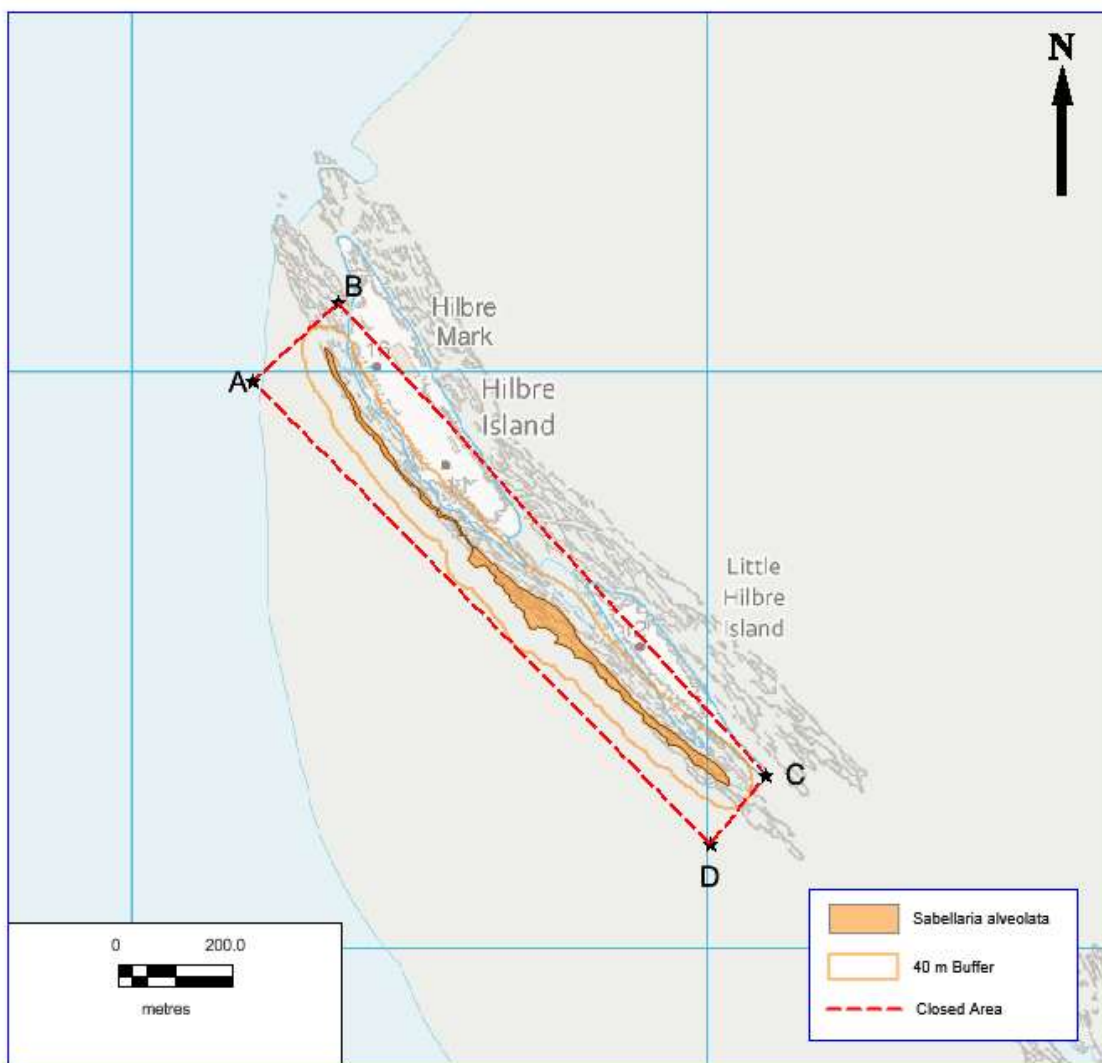 N
B
Hilbre
Mark
A
Hilbre
Island
Little
Hilbre
Island
C
D
0 200.0
metres
Sabellaria alveolata
40 m Buffer
Closed Area